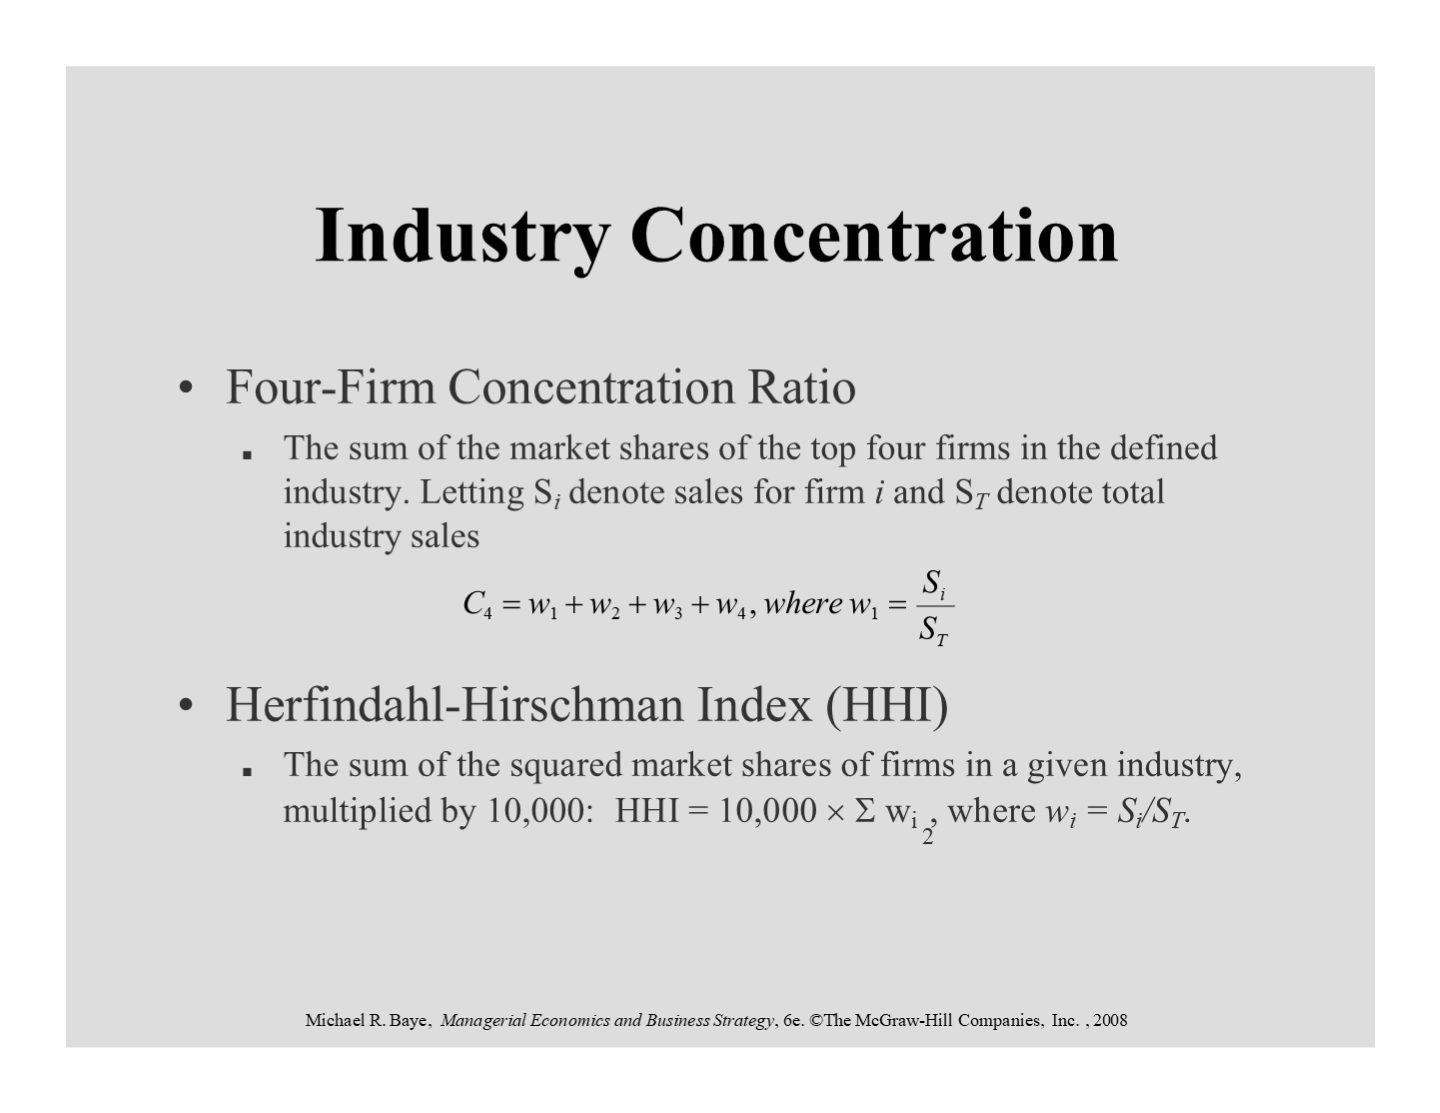 Industry Concentration
• Four-Firm Concentration Ratio
▪ The sum of the market shares of the top four firms in the defined
industry. Letting Sᵢ denote sales for firm i and S_T denote total
industry sales
C₄ = w₁ + w₂ + w₃ + w₄, where w₁ = Sᵢ / S_T
• Herfindahl-Hirschman Index (HHI)
▪ The sum of the squared market shares of firms in a given industry,
multiplied by 10,000: HHI = 10,000 × Σ wᵢ ₂, where wᵢ = Sᵢ/S_T.
Michael R. Baye, Managerial Economics and Business Strategy, 6e. ©The McGraw-Hill Companies, Inc. , 2008